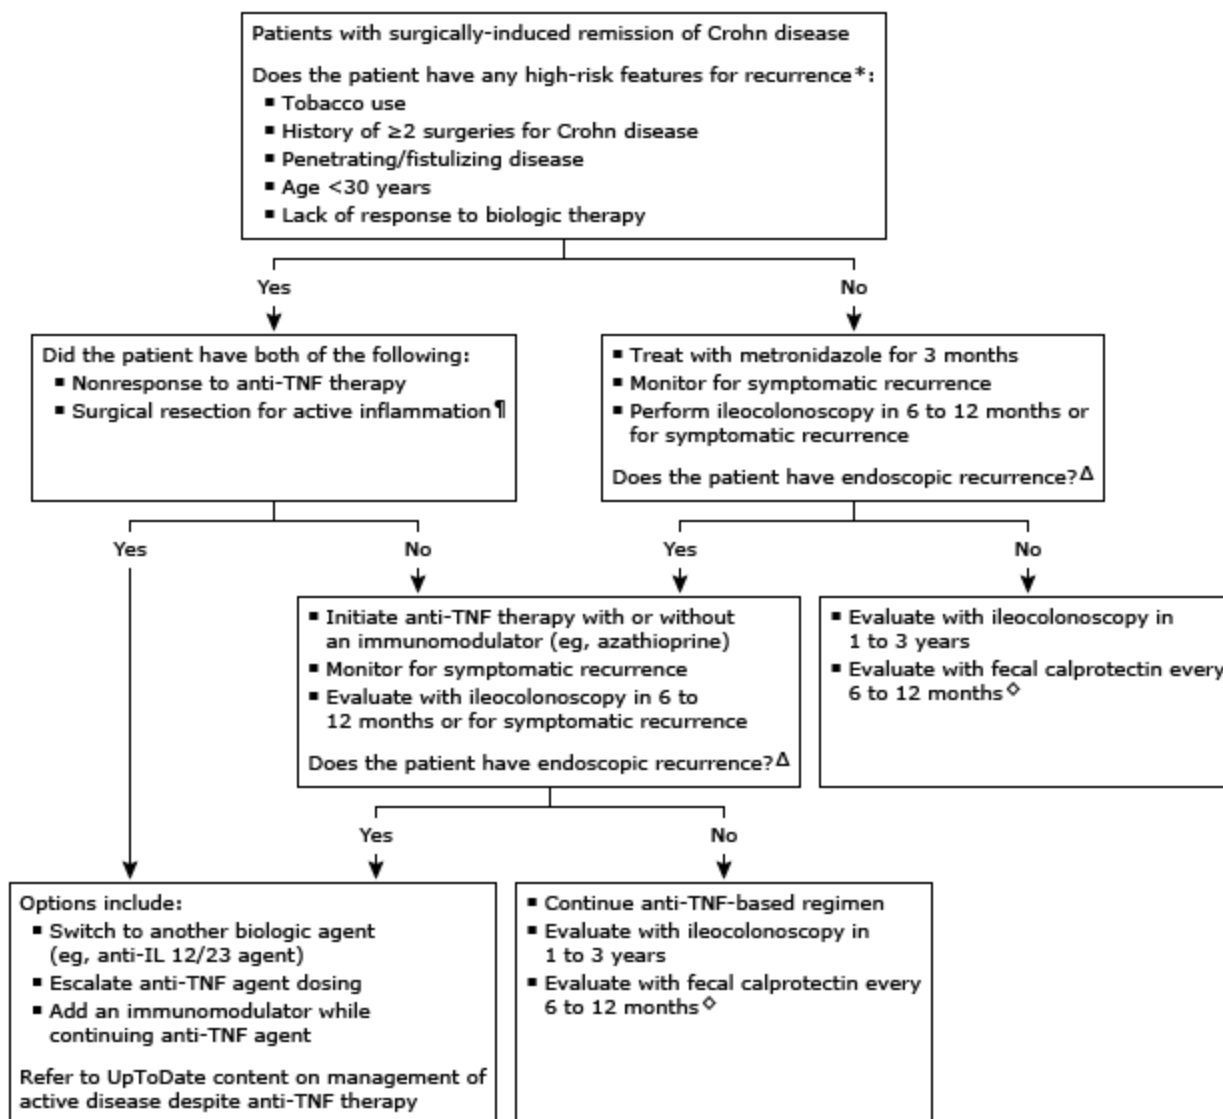 Patients with surgically-induced remission of Crohn disease
Does the patient have any high-risk features for recurrence*:
▪ Tobacco use
▪ History of ≥2 surgeries for Crohn disease
▪ Penetrating/fistulizing disease
▪ Age <30 years
▪ Lack of response to biologic therapy
Yes
No
Did the patient have both of the following:
▪ Nonresponse to anti-TNF therapy
▪ Surgical resection for active inflammation¶
▪ Treat with metronidazole for 3 months
▪ Monitor for symptomatic recurrence
▪ Perform ileocolonoscopy in 6 to 12 months or
for symptomatic recurrence
Does the patient have endoscopic recurrence?Δ
Yes
No
Yes
No
▪ Initiate anti-TNF therapy with or without
an immunomodulator (eg, azathioprine)
▪ Monitor for symptomatic recurrence
▪ Evaluate with ileocolonoscopy in 6 to
12 months or for symptomatic recurrence
Does the patient have endoscopic recurrence?Δ
▪ Evaluate with ileocolonoscopy in
1 to 3 years
▪ Evaluate with fecal calprotectin every
6 to 12 months◇
Yes
No
Options include:
▪ Switch to another biologic agent
(eg, anti-IL 12/23 agent)
▪ Escalate anti-TNF agent dosing
▪ Add an immunomodulator while
continuing anti-TNF agent
Refer to UpToDate content on management of
active disease despite anti-TNF therapy
▪ Continue anti-TNF-based regimen
▪ Evaluate with ileocolonoscopy in
1 to 3 years
▪ Evaluate with fecal calprotectin every
6 to 12 months◇